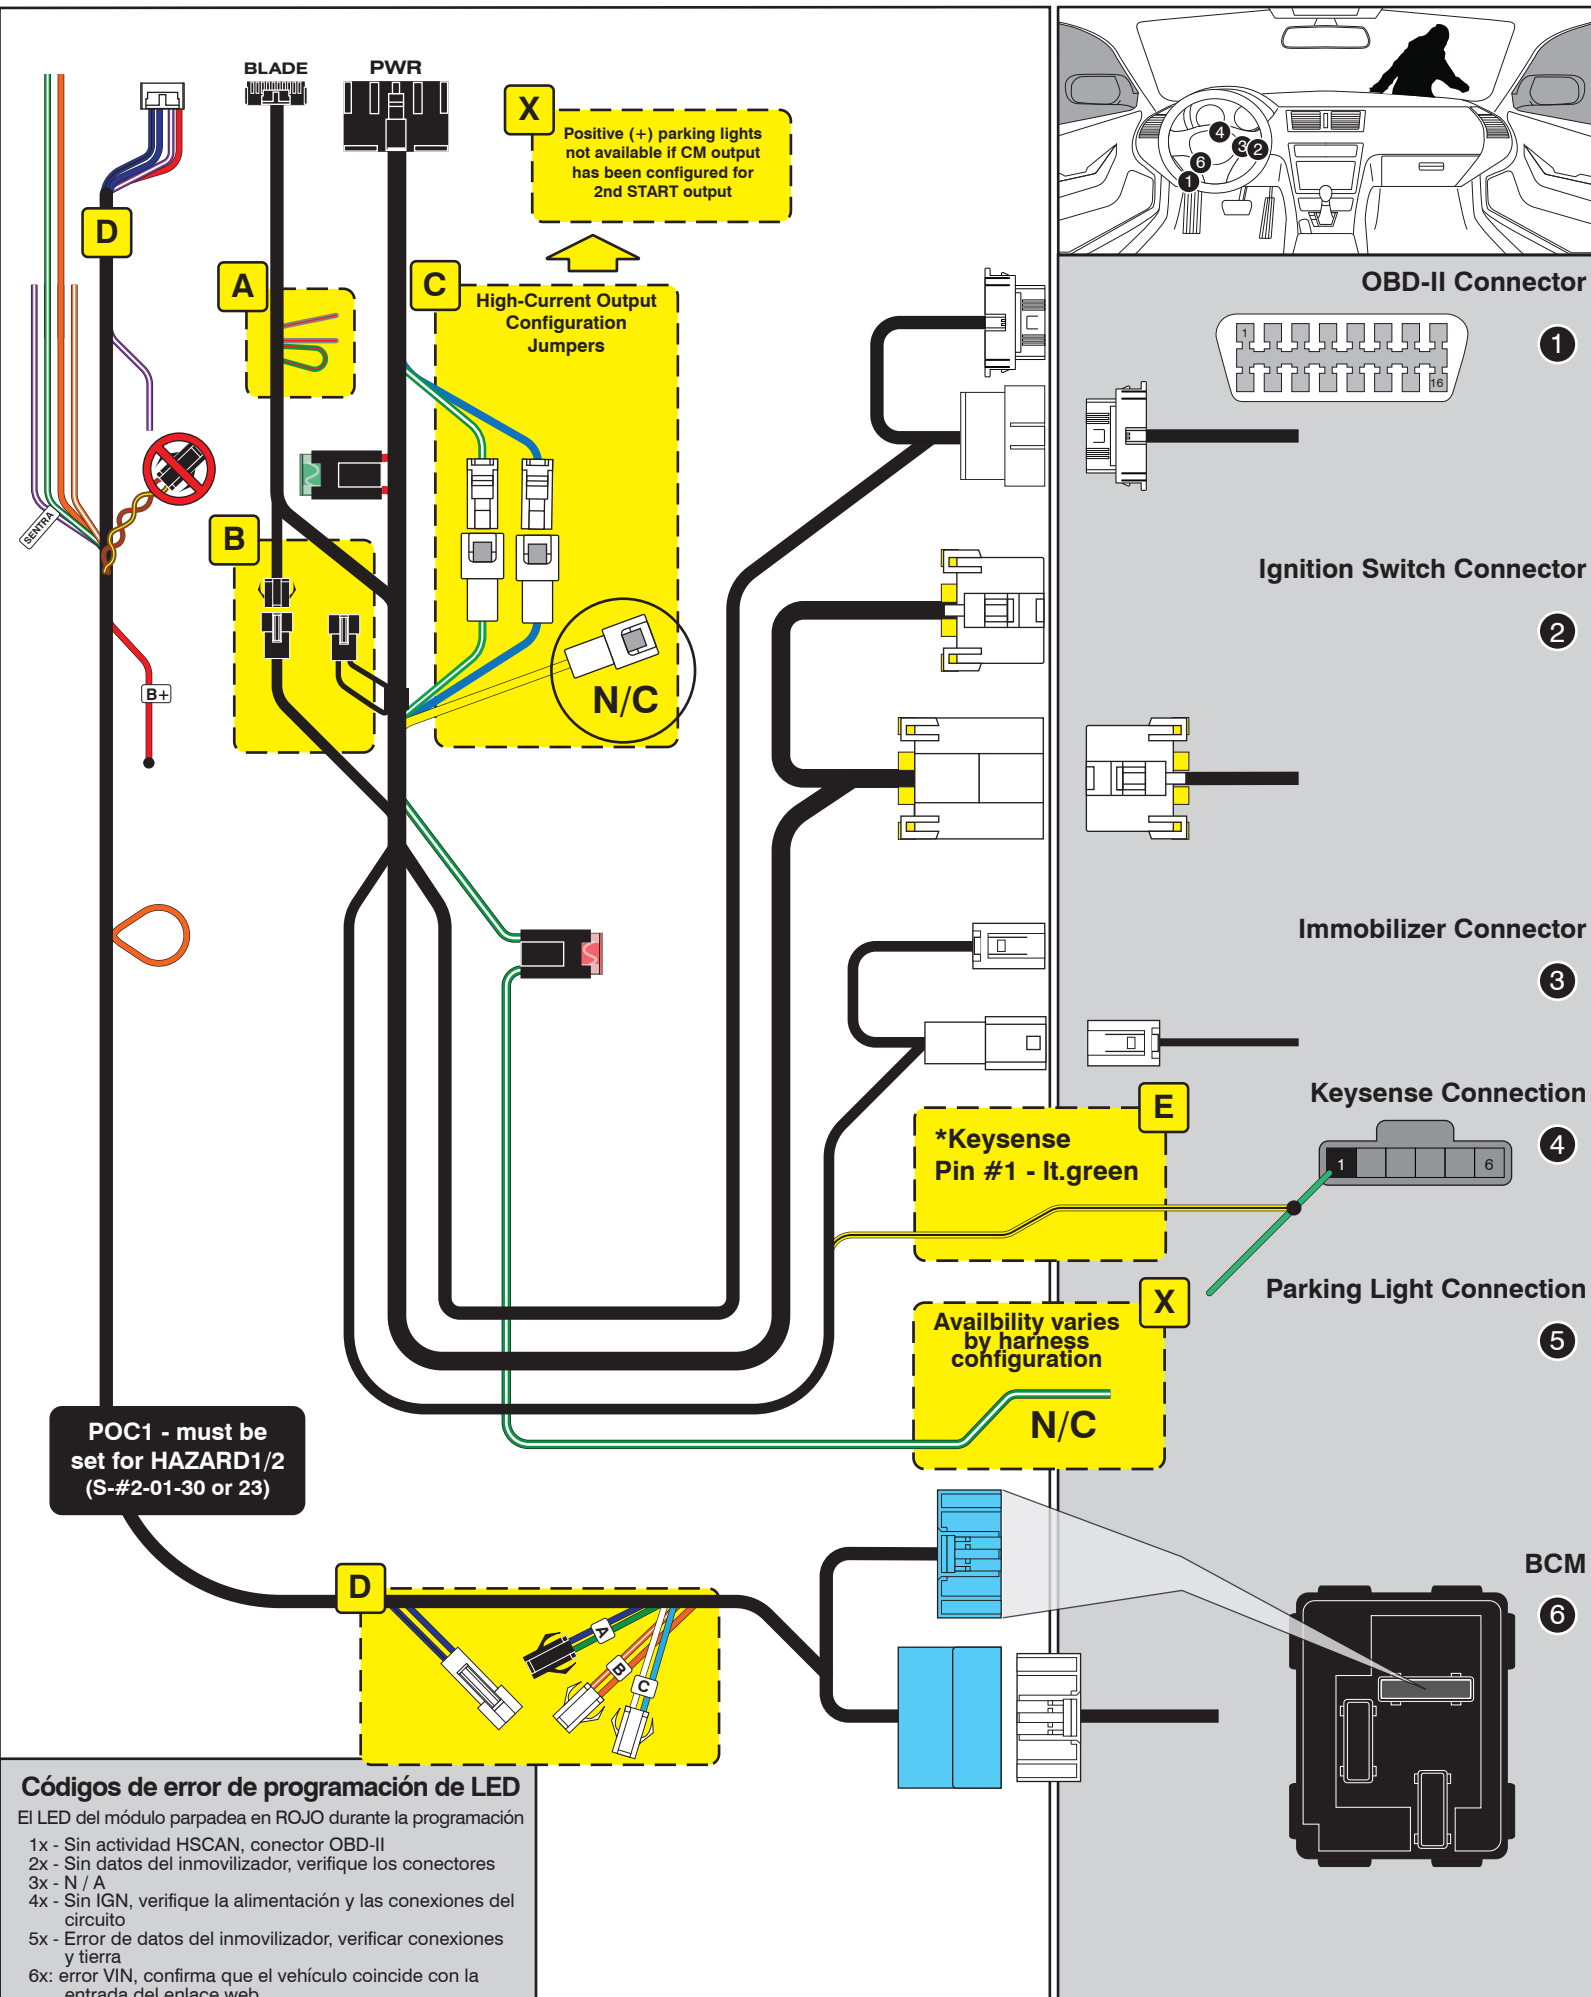 BLADE
PWR
X
Positive (+) parking lights
not available if CM output
has been configured for
2nd START output
D
A
C
High-Current Output
Configuration
Jumpers
SENTRA
B
B+
N/C
4
3
2
6
1
OBD-II Connector
1
1
16
Ignition Switch Connector
2
Immobilizer Connector
3
Keysense Connection
4
1
6
E
*Keysense
Pin #1 - lt.green
Parking Light Connection
5
X
Availbility varies
by harness
configuration
N/C
POC1 - must be
set for HAZARD1/2
(S-#2-01-30 or 23)
D
A
B
C
BCM
6
Códigos de error de programación de LED
El LED del módulo parpadea en ROJO durante la programación
1x - Sin actividad HSCAN, conector OBD-II
2x - Sin datos del inmovilizador, verifique los conectores
3x - N / A
4x - Sin IGN, verifique la alimentación y las conexiones del
circuito
5x - Error de datos del inmovilizador, verificar conexiones
y tierra
6x: error VIN, confirma que el vehículo coincide con la
entrada del enlace web